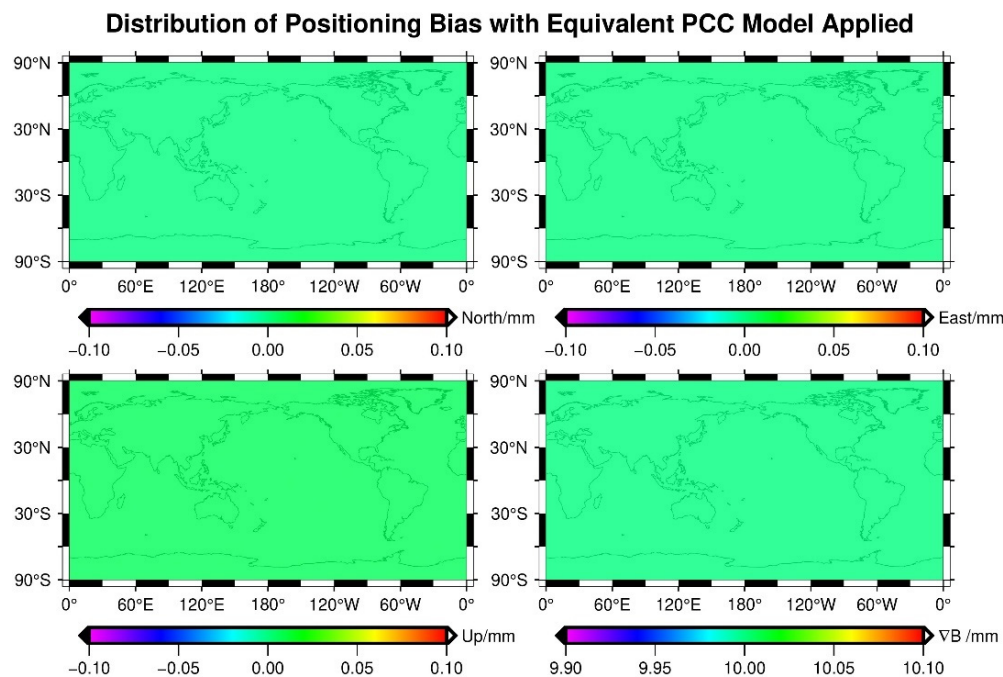 Distribution of Positioning Bias with Equivalent PCC Model Applied
90°N
30°N
30°S
90°S
0° 60°E 120°E 180° 120°W 60°W 0°
−0.10 −0.05 0.00 0.05 0.10 North/mm
90°N
30°N
30°S
90°S
0° 60°E 120°E 180° 120°W 60°W 0°
−0.10 −0.05 0.00 0.05 0.10 East/mm
90°N
30°N
30°S
90°S
0° 60°E 120°E 180° 120°W 60°W 0°
−0.10 −0.05 0.00 0.05 0.10 Up/mm
90°N
30°N
30°S
90°S
0° 60°E 120°E 180° 120°W 60°W 0°
9.90 9.95 10.00 10.05 10.10 ∇B /mm